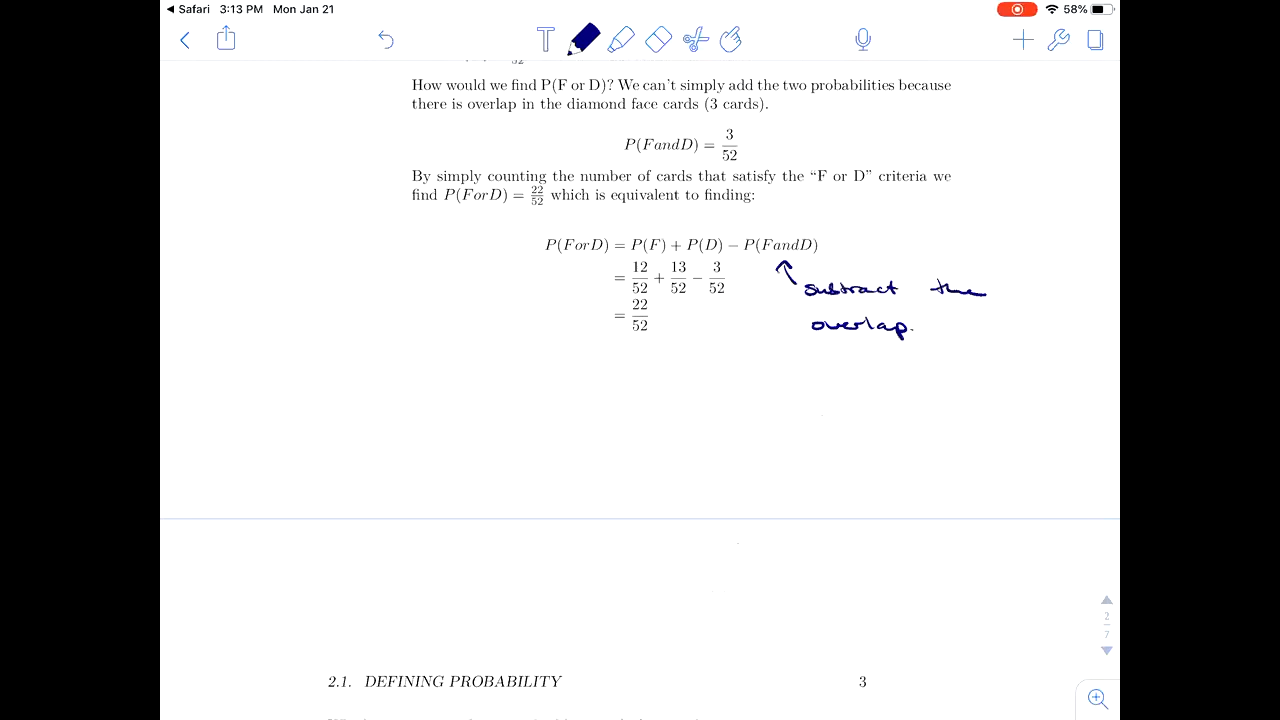 Safari 3:13 PM Mon Jan 21
58%
T
52
How would we find P(F or D)? We can't simply add the two probabilities because
there is overlap in the diamond face cards (3 cards).
P(FandD) = 3/52
By simply counting the number of cards that satisfy the “F or D” criteria we
find P(ForD) = 22/52 which is equivalent to finding:
P(ForD) = P(F) + P(D) − P(FandD)
= 12/52 + 13/52 − 3/52
= 22/52
subtract the
overlap.
2
7
2.1. DEFINING PROBABILITY 3